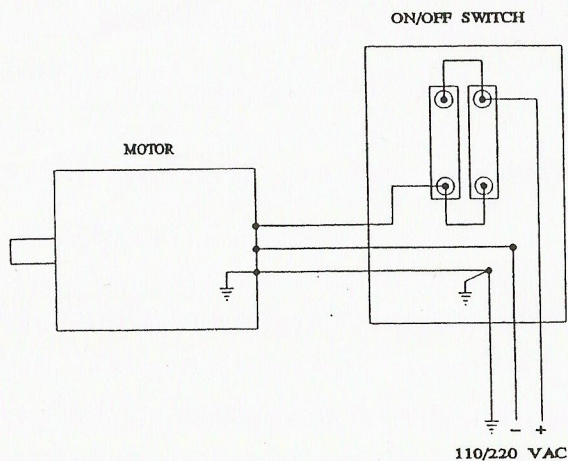 ON/OFF SWITCH
MOTOR
- +
110/220 VAC